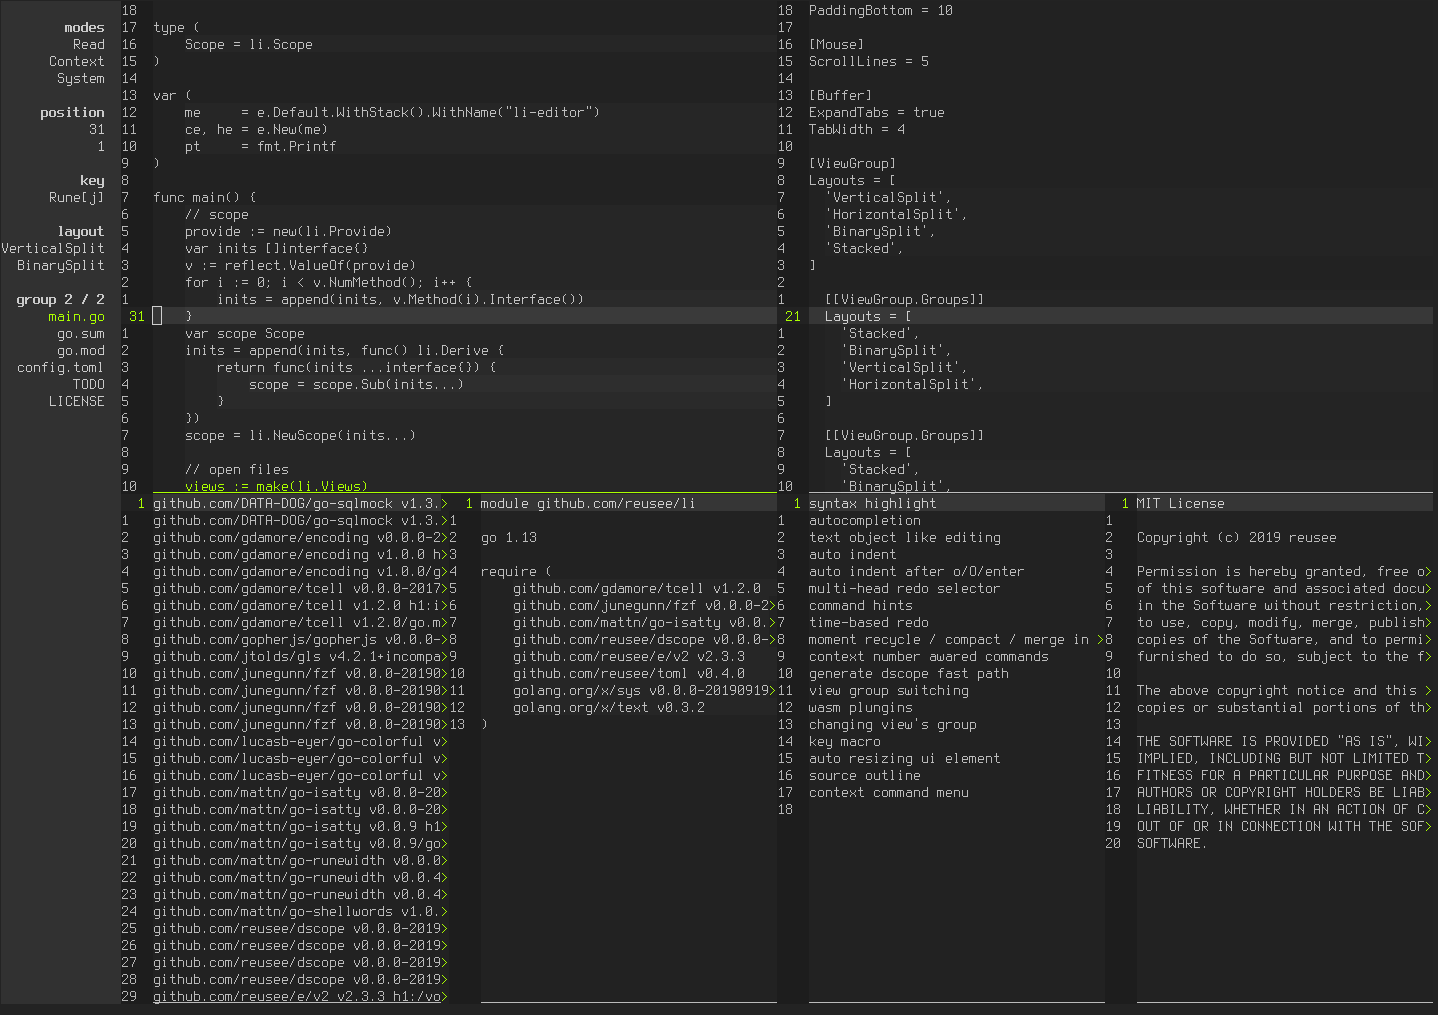 modes
Read
Context
System
position
31
1
key
Rune[j]
layout
VerticalSplit
BinarySplit
group 2 / 2
main.go
go.sum
go.mod
config.toml
TODO
LICENSE
18
17 type (
16     Scope = li.Scope
15 )
14
13 var (
12     me     = e.Default.WithStack().WithName("li-editor")
11     ce, he = e.New(me)
10     pt     = fmt.Printf
9 )
8
7 func main() {
6     // scope
5     provide := new(li.Provide)
4     var inits []interface{}
3     v := reflect.ValueOf(provide)
2     for i := 0; i < v.NumMethod(); i++ {
1         inits = append(inits, v.Method(i).Interface())
31     }
1     var scope Scope
2     inits = append(inits, func() li.Derive {
3         return func(inits ...interface{}) {
4             scope = scope.Sub(inits...)
5         }
6     })
7     scope = li.NewScope(inits...)
8
9     // open files
10     views := make(li.Views)
18 PaddingBottom = 10
17
16 [Mouse]
15 ScrollLines = 5
14
13 [Buffer]
12 ExpandTabs = true
11 TabWidth = 4
10
9 [ViewGroup]
8 Layouts = [
7   'VerticalSplit',
6   'HorizontalSplit',
5   'BinarySplit',
4   'Stacked',
3 ]
2
1   [[ViewGroup.Groups]]
21   Layouts = [
1     'Stacked',
2     'BinarySplit',
3     'VerticalSplit',
4     'HorizontalSplit',
5   ]
6
7   [[ViewGroup.Groups]]
8   Layouts = [
9     'Stacked',
10     'BinarySplit',
1 github.com/DATA-DOG/go-sqlmock v1.3.>
1 github.com/DATA-DOG/go-sqlmock v1.3.>
2 github.com/gdamore/encoding v0.0.0-2>
3 github.com/gdamore/encoding v1.0.0 h>
4 github.com/gdamore/encoding v1.0.0/g>
5 github.com/gdamore/tcell v0.0.0-2017>
6 github.com/gdamore/tcell v1.2.0 h1:i>
7 github.com/gdamore/tcell v1.2.0/go.m>
8 github.com/gopherjs/gopherjs v0.0.0->
9 github.com/jtolds/gls v4.2.1+incompa>
10 github.com/junegunn/fzf v0.0.0-20190>
11 github.com/junegunn/fzf v0.0.0-20190>
12 github.com/junegunn/fzf v0.0.0-20190>
13 github.com/junegunn/fzf v0.0.0-20190>
14 github.com/lucasb-eyer/go-colorful v>
15 github.com/lucasb-eyer/go-colorful v>
16 github.com/lucasb-eyer/go-colorful v>
17 github.com/mattn/go-isatty v0.0.0-20>
18 github.com/mattn/go-isatty v0.0.0-20>
19 github.com/mattn/go-isatty v0.0.9 h1>
20 github.com/mattn/go-isatty v0.0.9/go>
21 github.com/mattn/go-runewidth v0.0.0>
22 github.com/mattn/go-runewidth v0.0.4>
23 github.com/mattn/go-runewidth v0.0.4>
24 github.com/mattn/go-shellwords v1.0.>
25 github.com/reusee/dscope v0.0.0-2019>
26 github.com/reusee/dscope v0.0.0-2019>
27 github.com/reusee/dscope v0.0.0-2019>
28 github.com/reusee/dscope v0.0.0-2019>
29 github.com/reusee/e/v2 v2.3.3 h1:/vo>
1 module github.com/reusee/li
1
2 go 1.13
3
4 require (
5     github.com/gdamore/tcell v1.2.0
6     github.com/junegunn/fzf v0.0.0-2>
7     github.com/mattn/go-isatty v0.0.>
8     github.com/reusee/dscope v0.0.0->
9     github.com/reusee/e/v2 v2.3.3
10     github.com/reusee/toml v0.4.0
11     golang.org/x/sys v0.0.0-20190919>
12     golang.org/x/text v0.3.2
13 )
1 syntax highlight
1 autocompletion
2 text object like editing
3 auto indent
4 auto indent after o/O/enter
5 multi-head redo selector
6 command hints
7 time-based redo
8 moment recycle / compact / merge in >
9 context number awared commands
10 generate dscope fast path
11 view group switching
12 wasm plungins
13 changing view's group
14 key macro
15 auto resizing ui element
16 source outline
17 context command menu
18
1 MIT License
1
2 Copyright (c) 2019 reusee
3
4 Permission is hereby granted, free o>
5 of this software and associated docu>
6 in the Software without restriction,>
7 to use, copy, modify, merge, publish>
8 copies of the Software, and to permi>
9 furnished to do so, subject to the f>
10
11 The above copyright notice and this >
12 copies or substantial portions of th>
13
14 THE SOFTWARE IS PROVIDED "AS IS", WI>
15 IMPLIED, INCLUDING BUT NOT LIMITED T>
16 FITNESS FOR A PARTICULAR PURPOSE AND>
17 AUTHORS OR COPYRIGHT HOLDERS BE LIAB>
18 LIABILITY, WHETHER IN AN ACTION OF C>
19 OUT OF OR IN CONNECTION WITH THE SOF>
20 SOFTWARE.